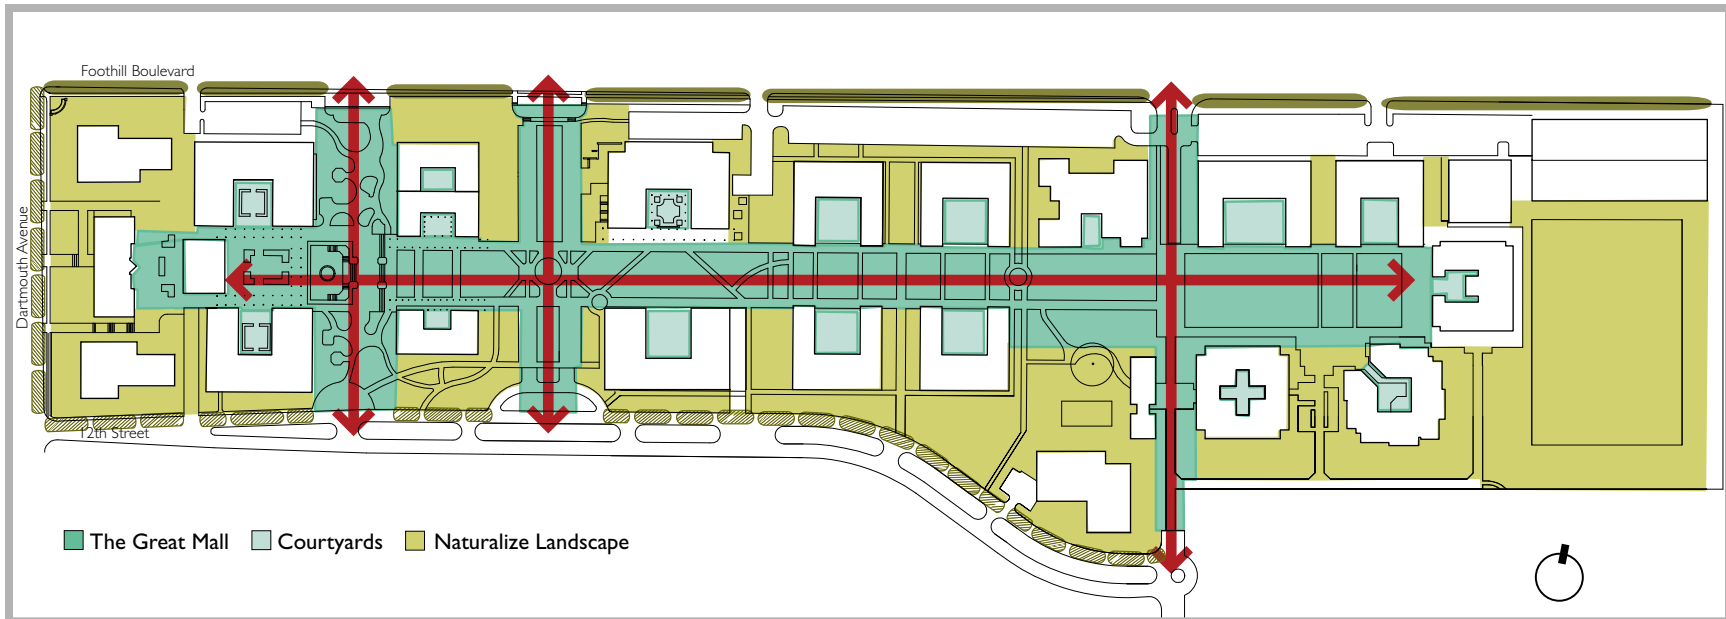 Foothill Boulevard
Dartmouth Avenue
12th Street
The Great Mall
Courtyards
Naturalize Landscape